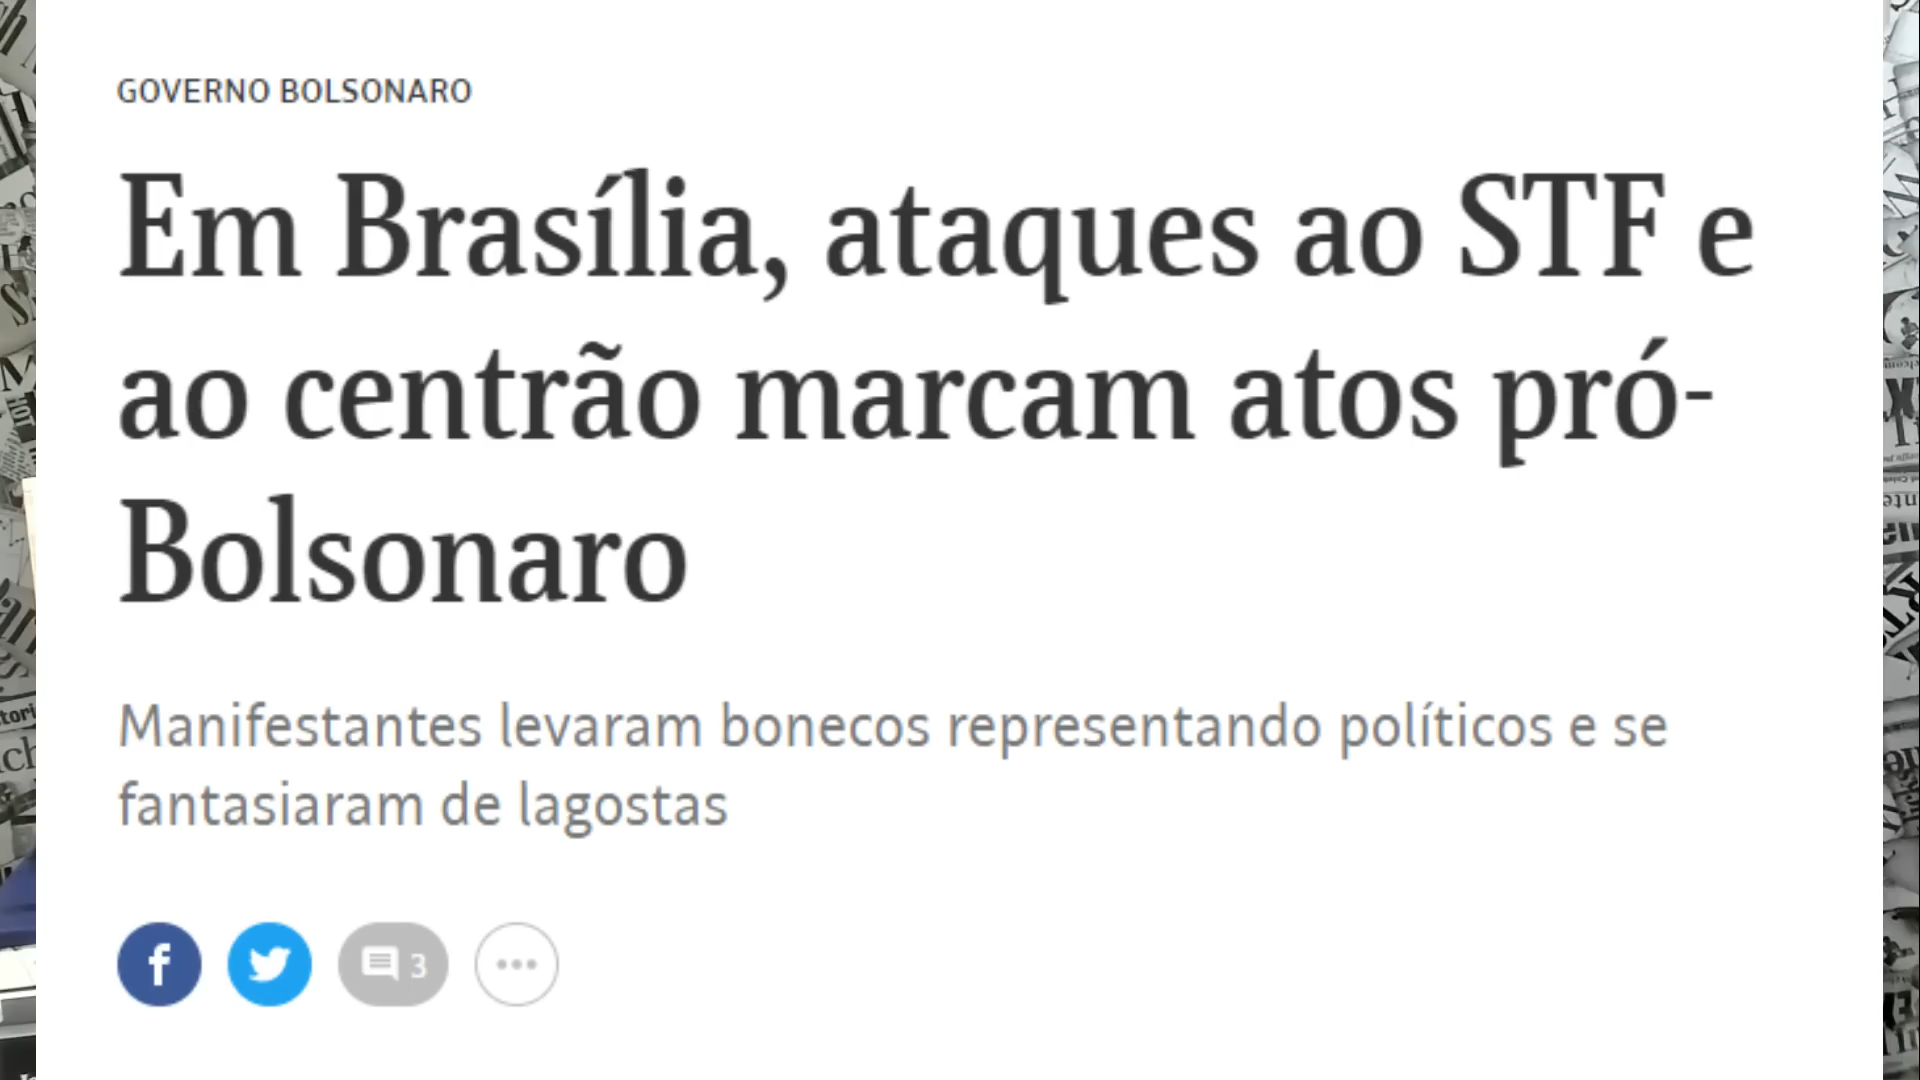 GOVERNO BOLSONARO
Em Brasília, ataques ao STF e
ao centrão marcam atos pró-
Bolsonaro
Manifestantes levaram bonecos representando políticos e se
fantasiaram de lagostas
3